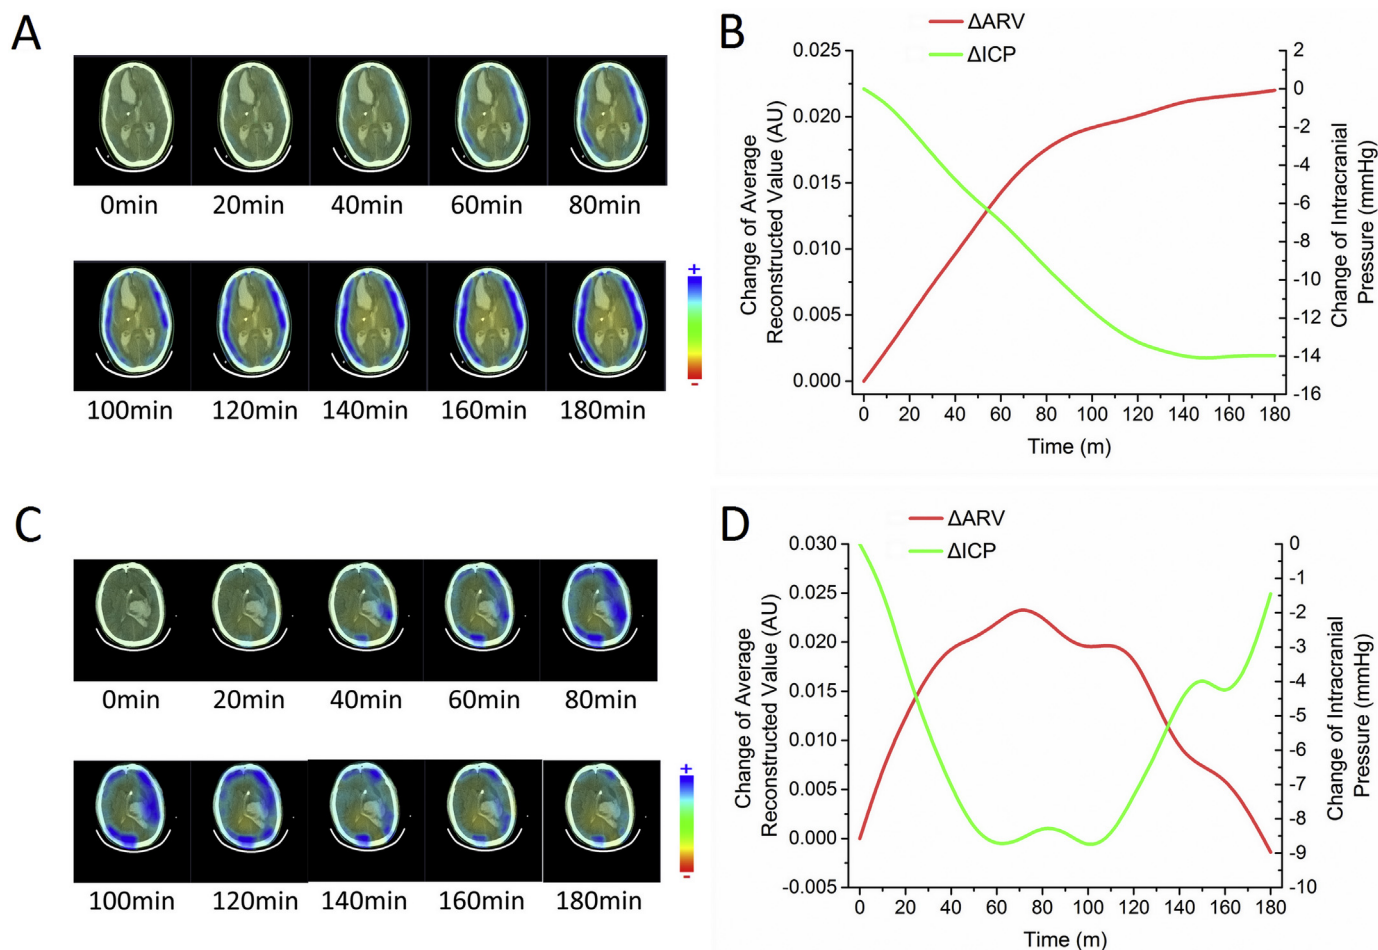 A
0min 20min 40min 60min 80min
+
100min 120min 140min 160min 180min
-
B
ΔARV
ΔICP
Change of Average
Reconstructed Value (AU)
0.025
0.020
0.015
0.010
0.005
0.000
2
0
-2
-4
-6
-8
-10
-12
-14
-16
Change of Intracranial
Pressure (mmHg)
0 20 40 60 80 100 120 140 160 180
Time (m)
C
0min 20min 40min 60min 80min
+
100min 120min 140min 160min 180min
-
D
ΔARV
ΔICP
Change of Average
Reconstructed Value (AU)
0.030
0.025
0.020
0.015
0.010
0.005
0.000
-0.005
0
-1
-2
-3
-4
-5
-6
-7
-8
-9
-10
Change of Intracranial
Pressure (mmHg)
0 20 40 60 80 100 120 140 160 180
Time (m)